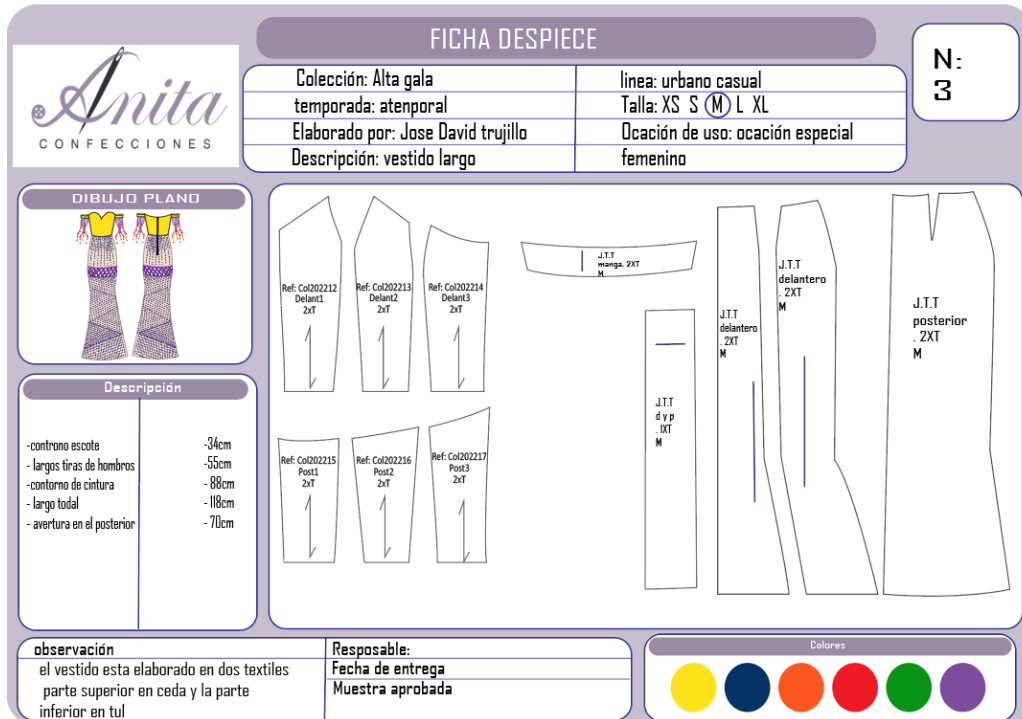 FICHA DESPIECE
N:
3
Anita
CONFECCIONES
Colección: Alta gala
linea: urbano casual
temporada: atenporal
Talla: XS S M L XL
Elaborado por: Jose David trujillo
Ocación de uso: ocación especial
Descripción: vestido largo
femenino
DIBUJO PLANO
Descripción
-controno escote
-34cm
- largos tiras de hombros
-55cm
-contorno de cintura
- 88cm
- largo todal
- 118cm
- avertura en el posterior
- 70cm
Ref: Col202212
Delant1
2xT
Ref: Col202213
Delant2
2xT
Ref: Col202214
Delant3
2xT
Ref: Col202215
Post1
2xT
Ref: Col202216
Post2
2xT
Ref: Col202217
Post3
2xT
J.T.T
manga. 2XT
M
J.T.T
d y p
. 1XT
M
J.T.T
delantero
. 2XT
M
J.T.T
delantero
. 2XT
M
J.T.T
posterior
. 2XT
M
observación
el vestido esta elaborado en dos textiles
parte superior en ceda y la parte
inferior en tul
Resposable:
Fecha de entrega
Muestra aprobada
Colores